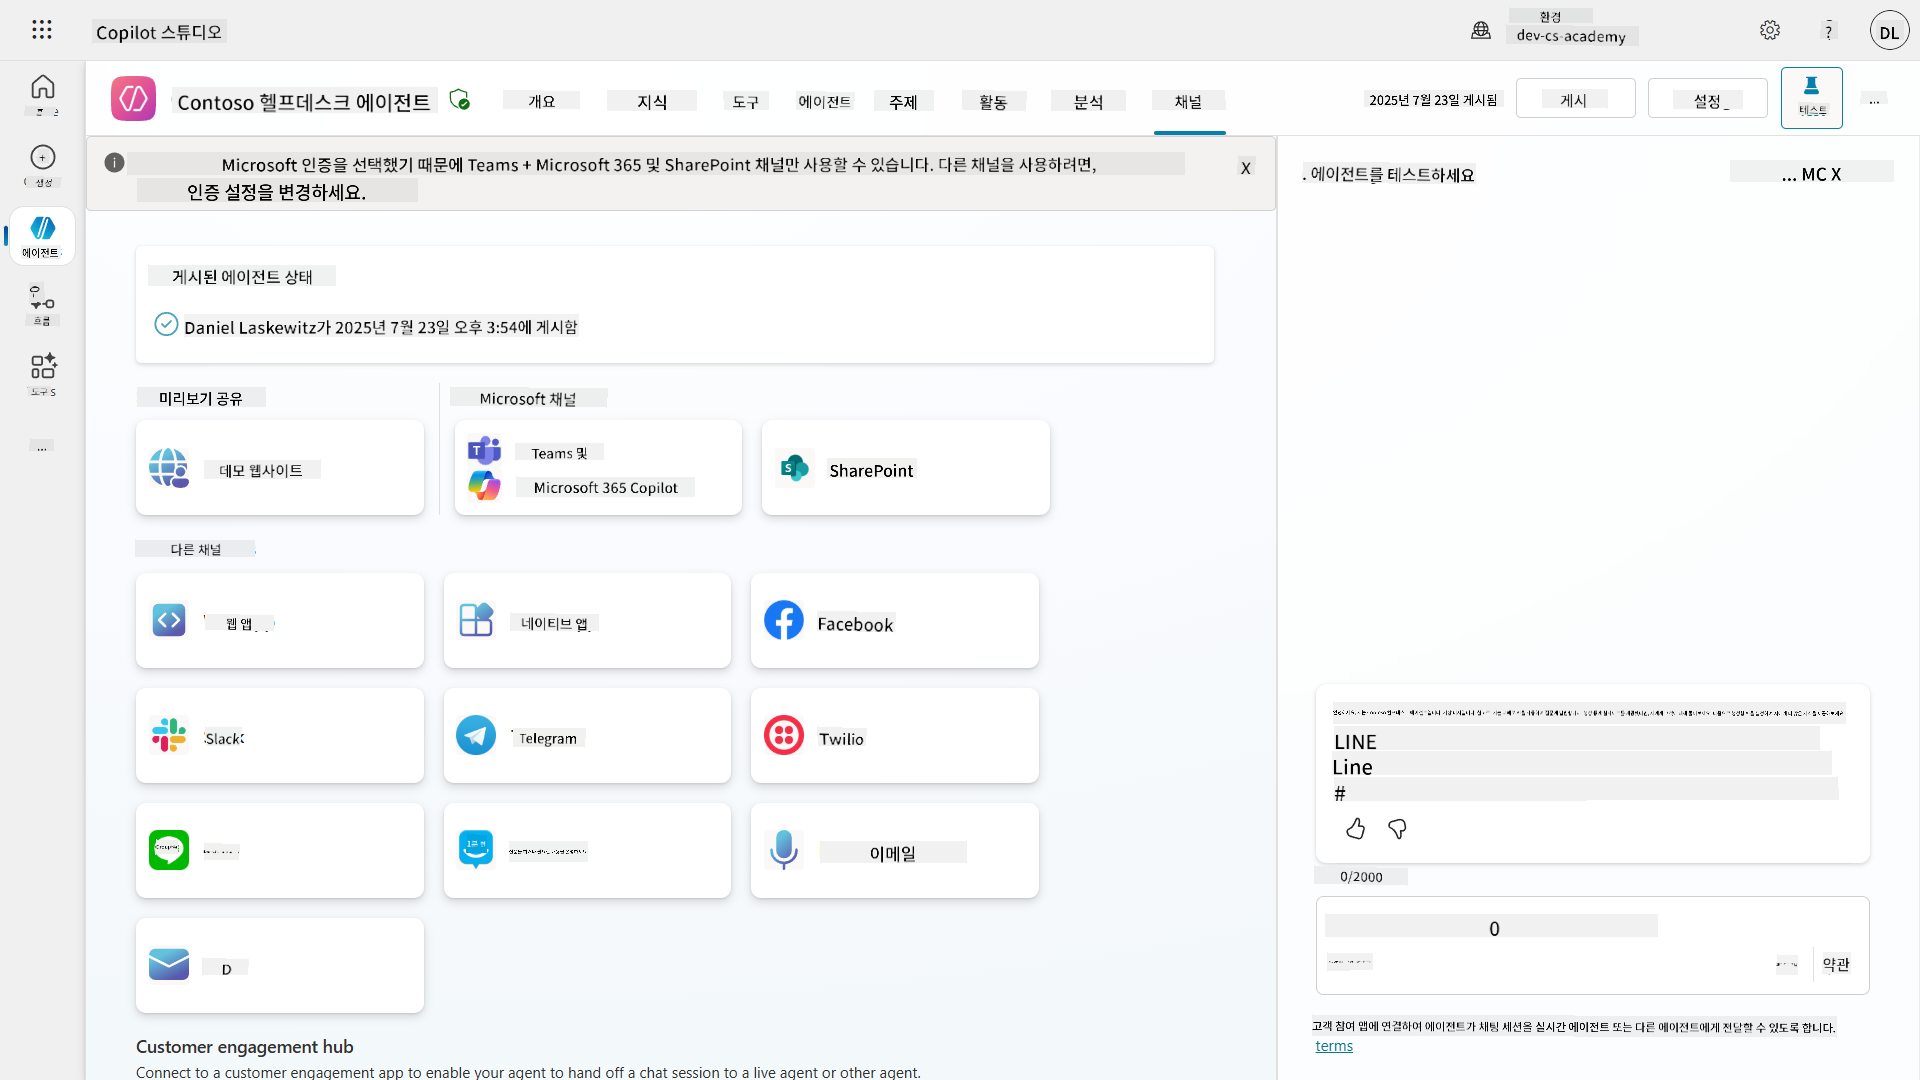 Copilot 스튜디오
환경
dev-cs-academy
?
DL
Contoso 헬프데스크 에이전트
개요
지식
도구
에이전트
주제
활동
분석
채널
2025년 7월 23일 게시됨
게시
설정
테스트
...
생성
에이전트
흐름
도구 S
...
Microsoft 인증을 선택했기 때문에 Teams + Microsoft 365 및 SharePoint 채널만 사용할 수 있습니다. 다른 채널을 사용하려면,
인증 설정을 변경하세요.
X
. 에이전트를 테스트하세요
... MC X
게시된 에이전트 상태
Daniel Laskewitz가 2025년 7월 23일 오후 3:54에 게시함
미리보기 공유
Microsoft 채널
데모 웹사이트
Teams 및
Microsoft 365 Copilot
SharePoint
다른 채널
웹 앱
네이티브 앱
Facebook
Slack
Telegram
Twilio
이메일
D
LINE
Line
#
0/2000
0
약관
고객 참여 앱에 연결하여 에이전트가 채팅 세션을 실시간 에이전트 또는 다른 에이전트에게 전달할 수 있도록 합니다.
terms
Customer engagement hub
Connect to a customer engagement app to enable your agent to hand off a chat session to a live agent or other agent.